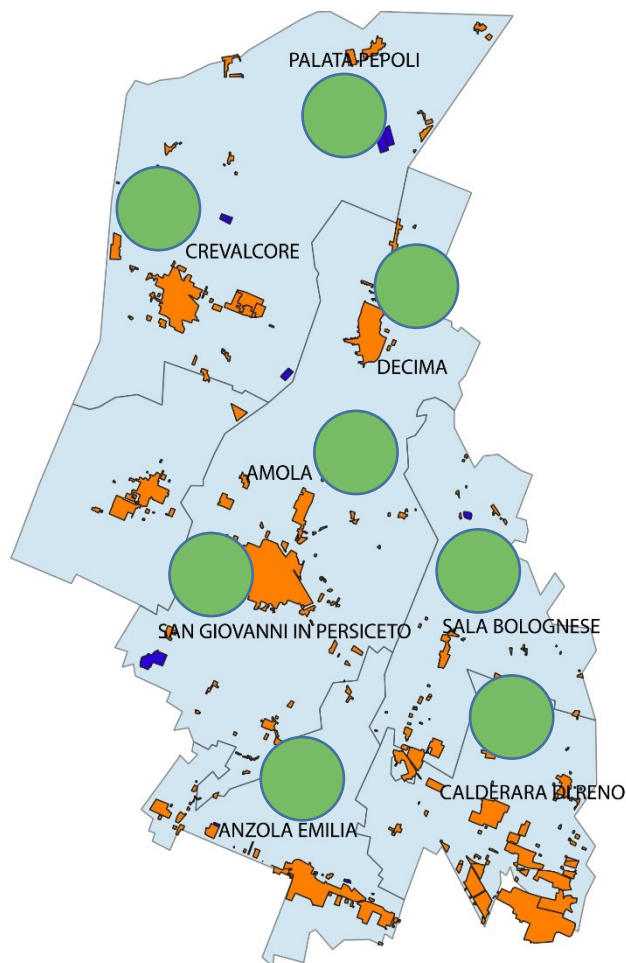 PALATA PEPOLI
CREVALCORE
DECIMA
AMOLA
SAN GIOVANNI IN PERSICETO
SALA BOLOGNESE
CALDERARA DI RENO
ANZOLA EMILIA